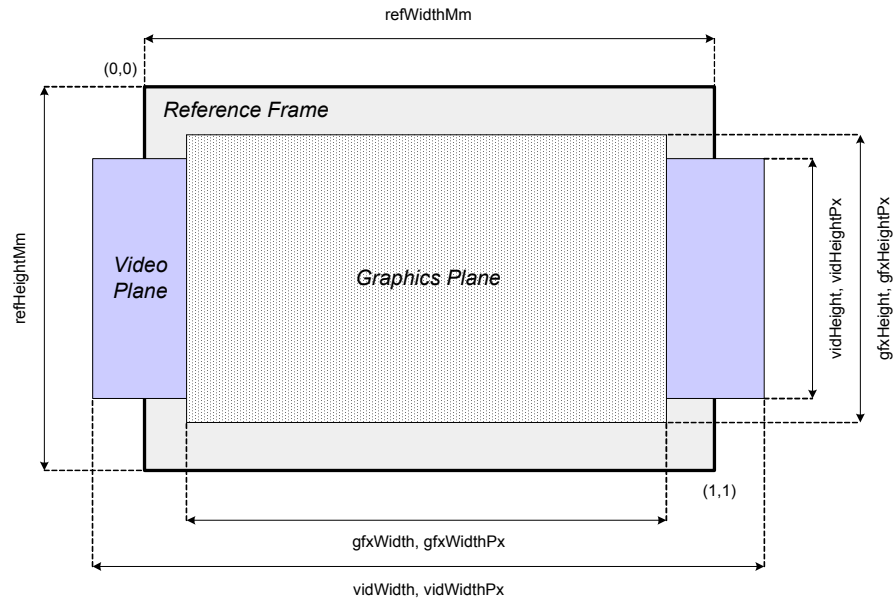 refWidthMm
(0,0)
Reference Frame
refHeightMm
Video
Plane
Graphics Plane
vidHeight, vidHeightPx
gfxHeight, gfxHeightPx
(1,1)
gfxWidth, gfxWidthPx
vidWidth, vidWidthPx